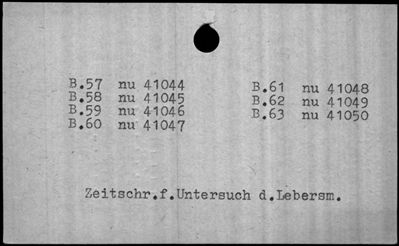 B.57 nu 41044
B.58 nu 41045
B.59 nu 41046
B.60 nu 41047
B.61 nu 41048
B.62 nu 41049
B.63 nu 41050
Zeitschr.f.Untersuch d.Lebersm.